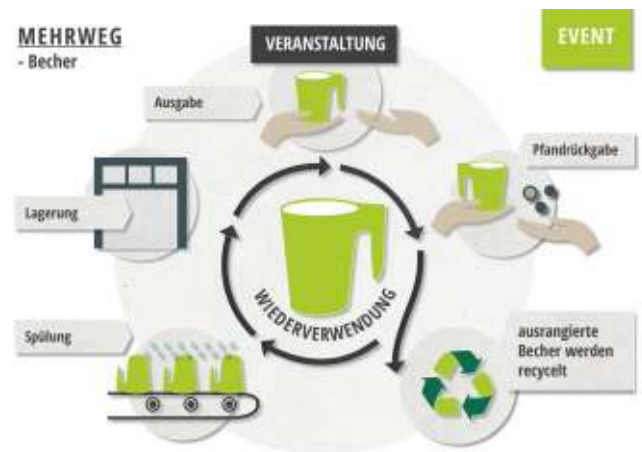 MEHRWEG
- Becher
VERANSTALTUNG
EVENT
Ausgabe
Pfandrückgabe
Lagerung
WIEDERVERWENDUNG
Spülung
ausrangierte
Becher werden
recycelt